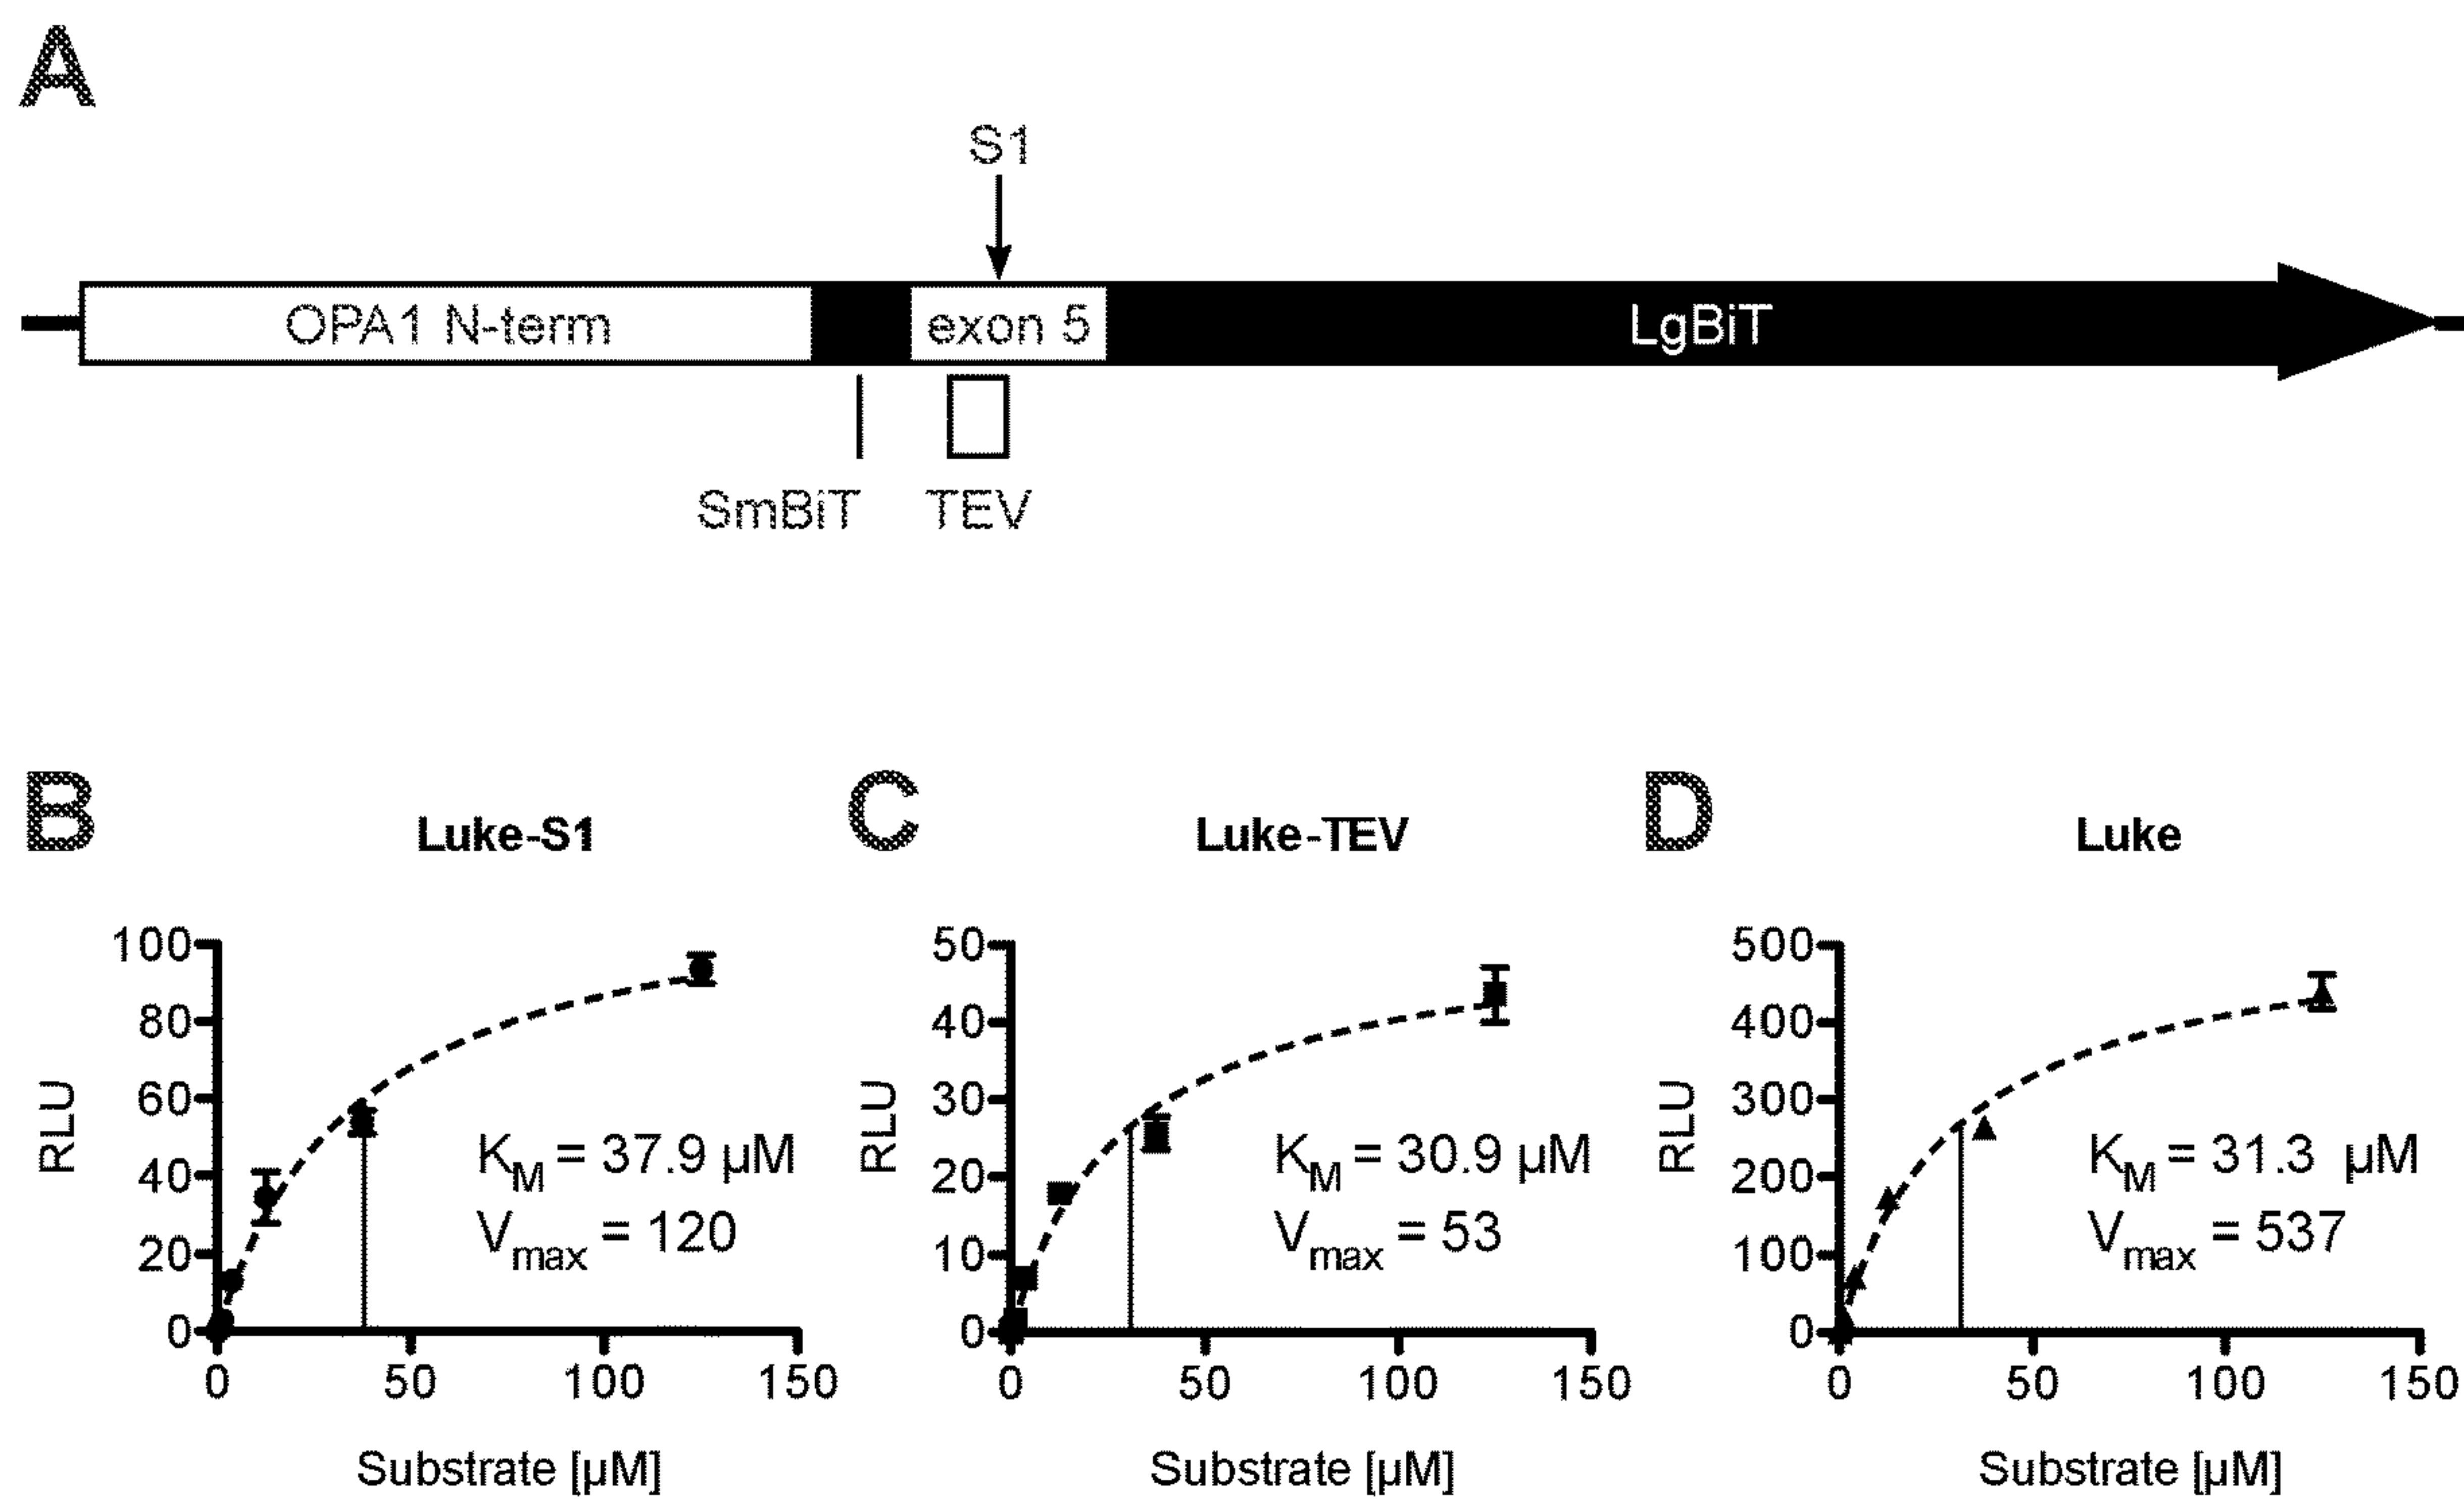 A
S1
OPA1 N-term
exon 5
LgBiT
SmBiT
TEV
B
Luke-S1
RLU
100
80
60
40
20
0
K_M = 37.9 µM
V_max = 120
0
50
100
150
Substrate [µM]
C
Luke-TEV
RLU
50
40
30
20
10
0
K_M = 30.9 µM
V_max = 53
0
50
100
150
Substrate [µM]
D
Luke
RLU
500
400
300
200
100
0
K_M = 31.3 µM
V_max = 537
0
50
100
150
Substrate [µM]